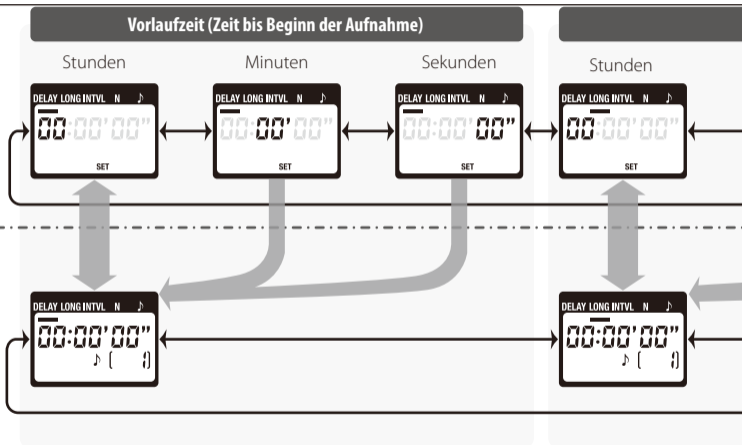 Vorlaufzeit (Zeit bis Beginn der Aufnahme)
Stunden Minuten Sekunden Stunden
DELAY LONG INTVL N ♪ DELAY LONG INTVL N ♪ DELAY LONG INTVL N ♪ DELAY LONG INTVL N ♪
00:00'00" 00:00'00" 00:00'00" 00:00'00"
SET SET SET SET
DELAY LONG INTVL N ♪ DELAY LONG INTVL N ♪
00:00'00" 00:00'00"
♪ [ 1] ♪ [ 1]